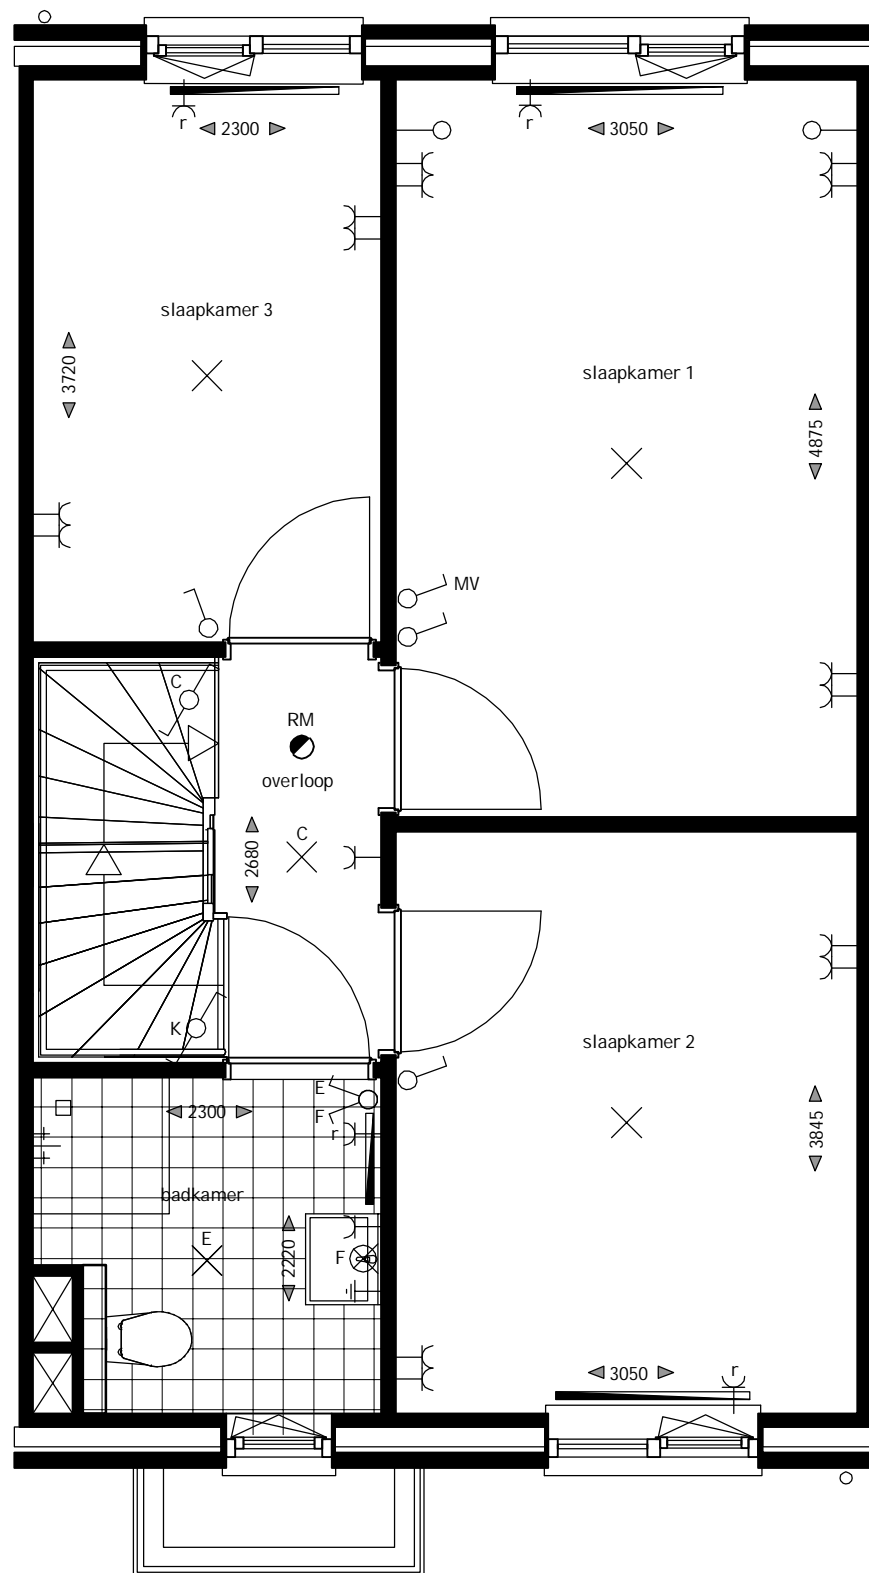 r
r
2300
3050
slaapkamer 3
3720
slaapkamer 1
4875
MV
C
RM
overloop
C
2680
K
slaapkamer 2
E
F
r
2300
3845
badkamer
E
2220
F
r
3050